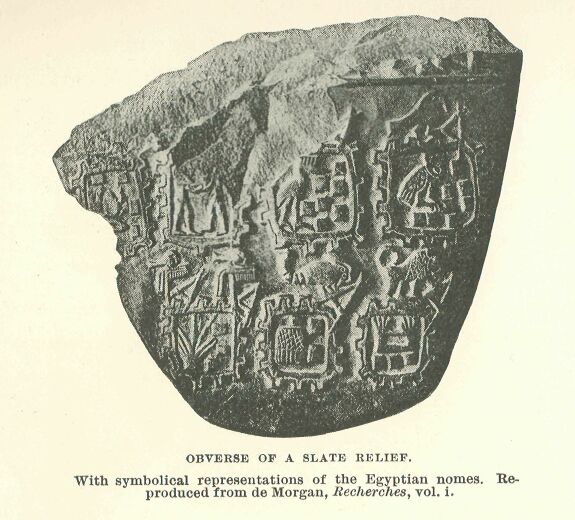 OBVERSE OF A SLATE RELIEF.
With symbolical representations of the Egyptian nomes. Re-
produced from de Morgan, Recherches, vol. i.